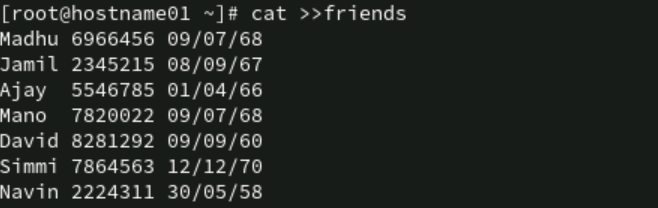 [root@hostname01 ~]# cat >>friends
Madhu 6966456 09/07/68
Jamil 2345215 08/09/67
Ajay  5546785 01/04/66
Mano  7820022 09/07/68
David 8281292 09/09/60
Simmi 7864563 12/12/70
Navin 2224311 30/05/58